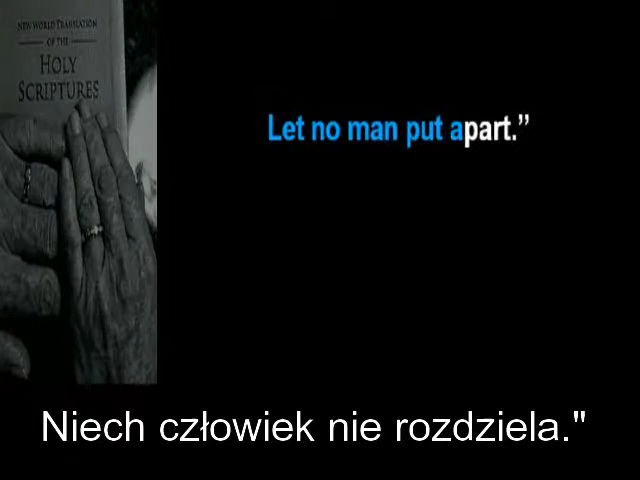 NEW WORLD TRANSLATION
OF THE
HOLY
SCRIPTURES
Let no man put apart.”
Niech człowiek nie rozdziela."